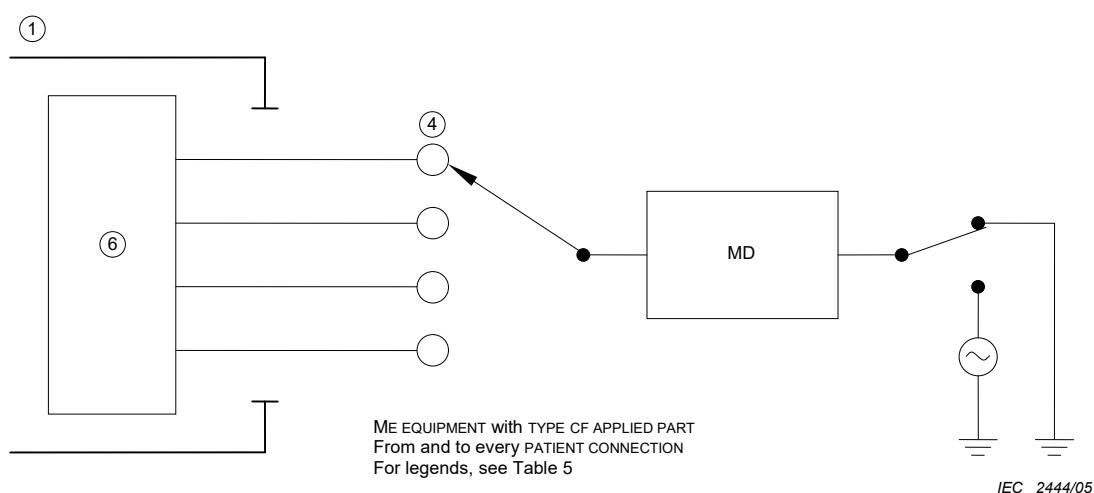 1
4
6
MD
ME EQUIPMENT with TYPE CF APPLIED PART
From and to every PATIENT CONNECTION
For legends, see Table 5
IEC 2444/05